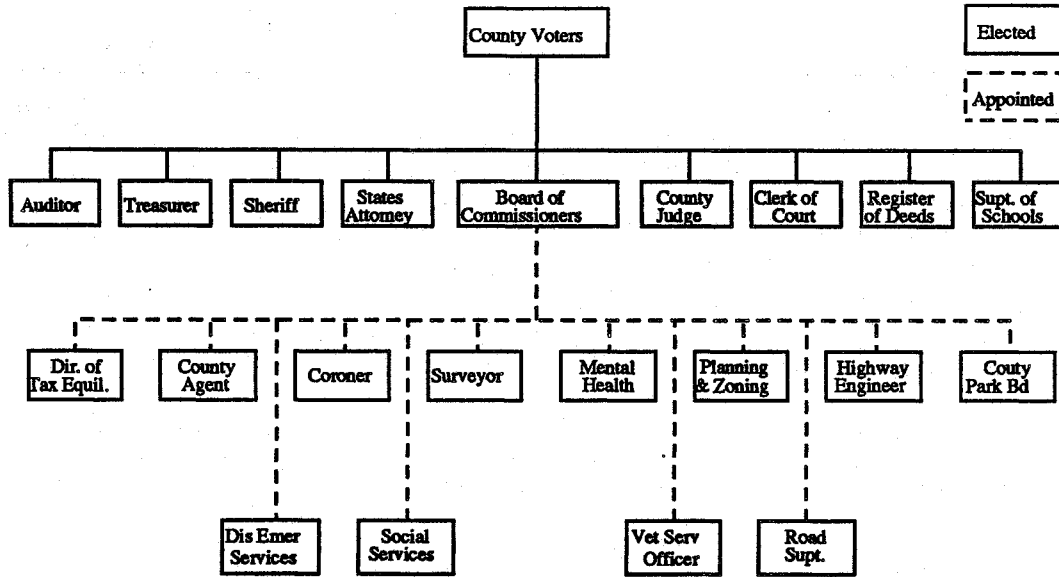 County Voters
Elected
Appointed
Auditor
Treasurer
Sheriff
States
Attorney
Board of
Commissioners
County
Judge
Clerk of
Court
Register
of Deeds
Supt. of
Schools
Dir. of
Tax Equil.
County
Agent
Coroner
Surveyor
Mental
Health
Planning
& Zoning
Highway
Engineer
Couty
Park Bd
Dis Emer
Services
Social
Services
Vet Serv
Officer
Road
Supt.